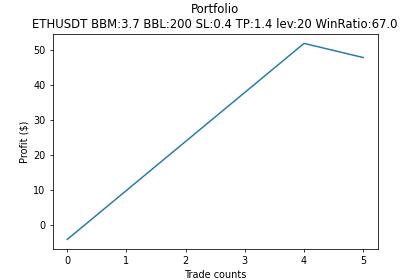 Portfolio
ETHUSDT BBM:3.7 BBL:200 SL:0.4 TP:1.4 lev:20 WinRatio:67.0
50
40
30
20
10
0
Profit ($)
0 1 2 3 4 5
Trade counts